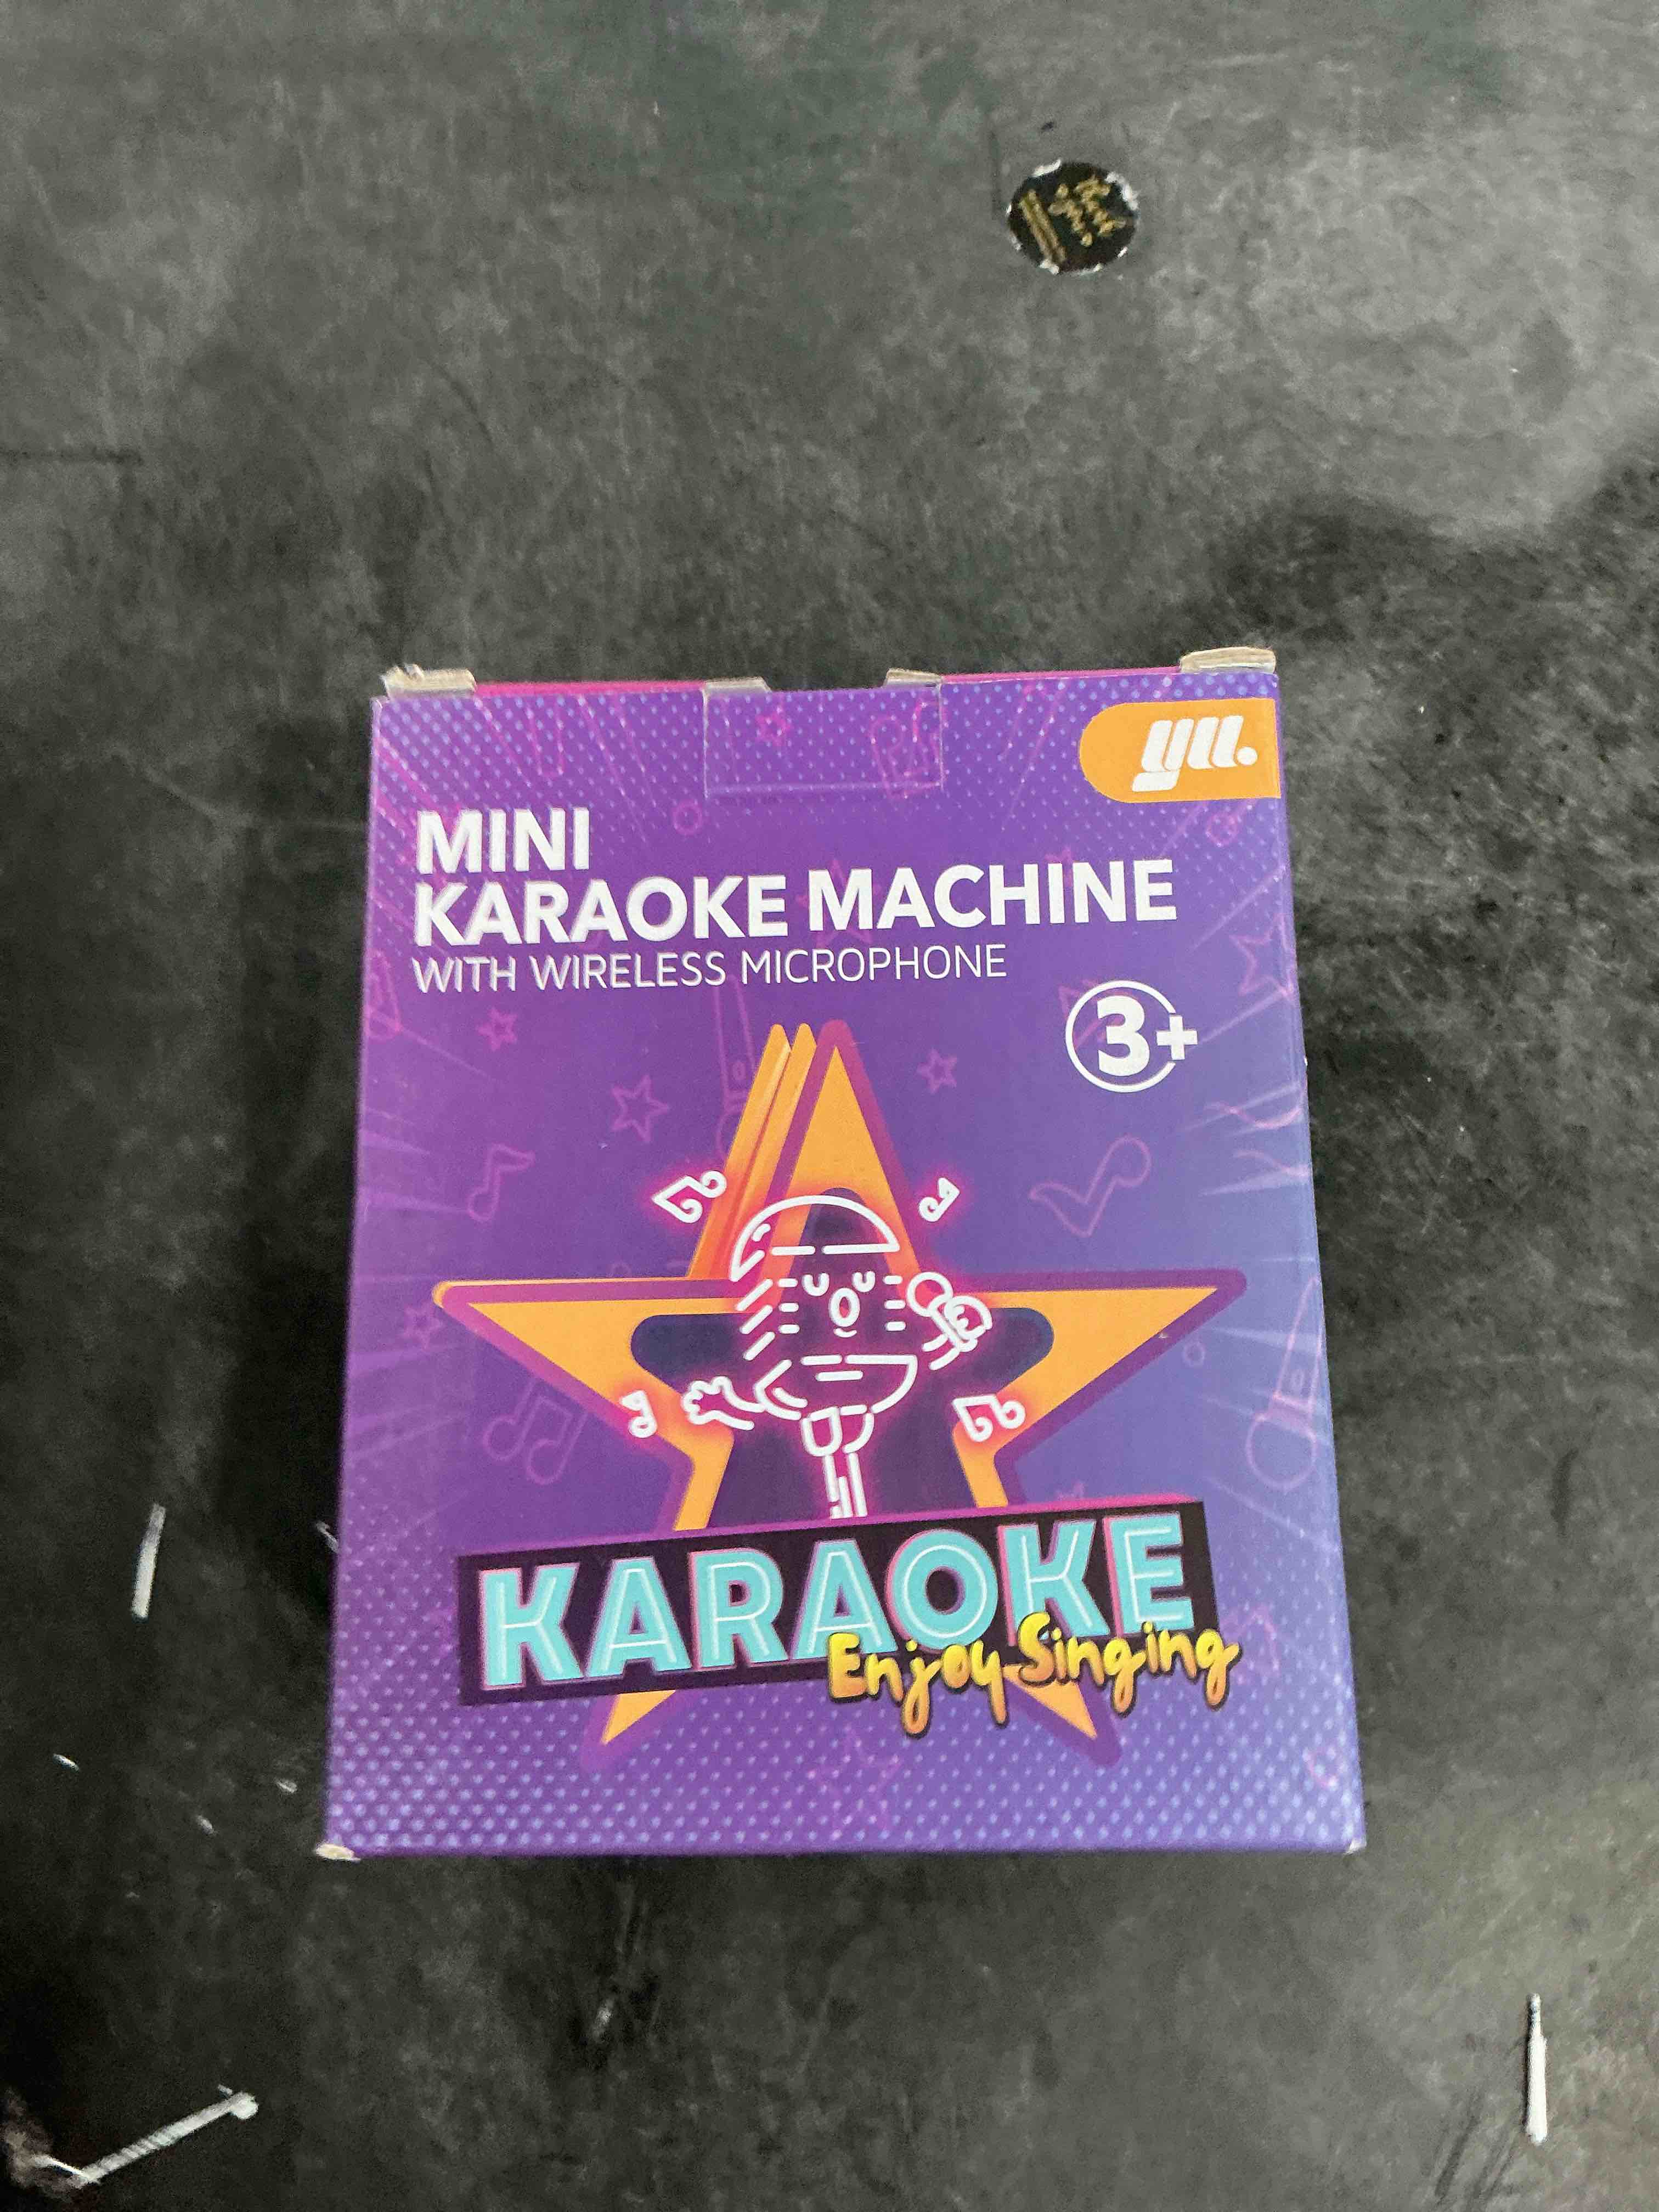 yu.
MINI
KARAOKE MACHINE
WITH WIRELESS MICROPHONE
3+
KARAOKE
Enjoy Singing